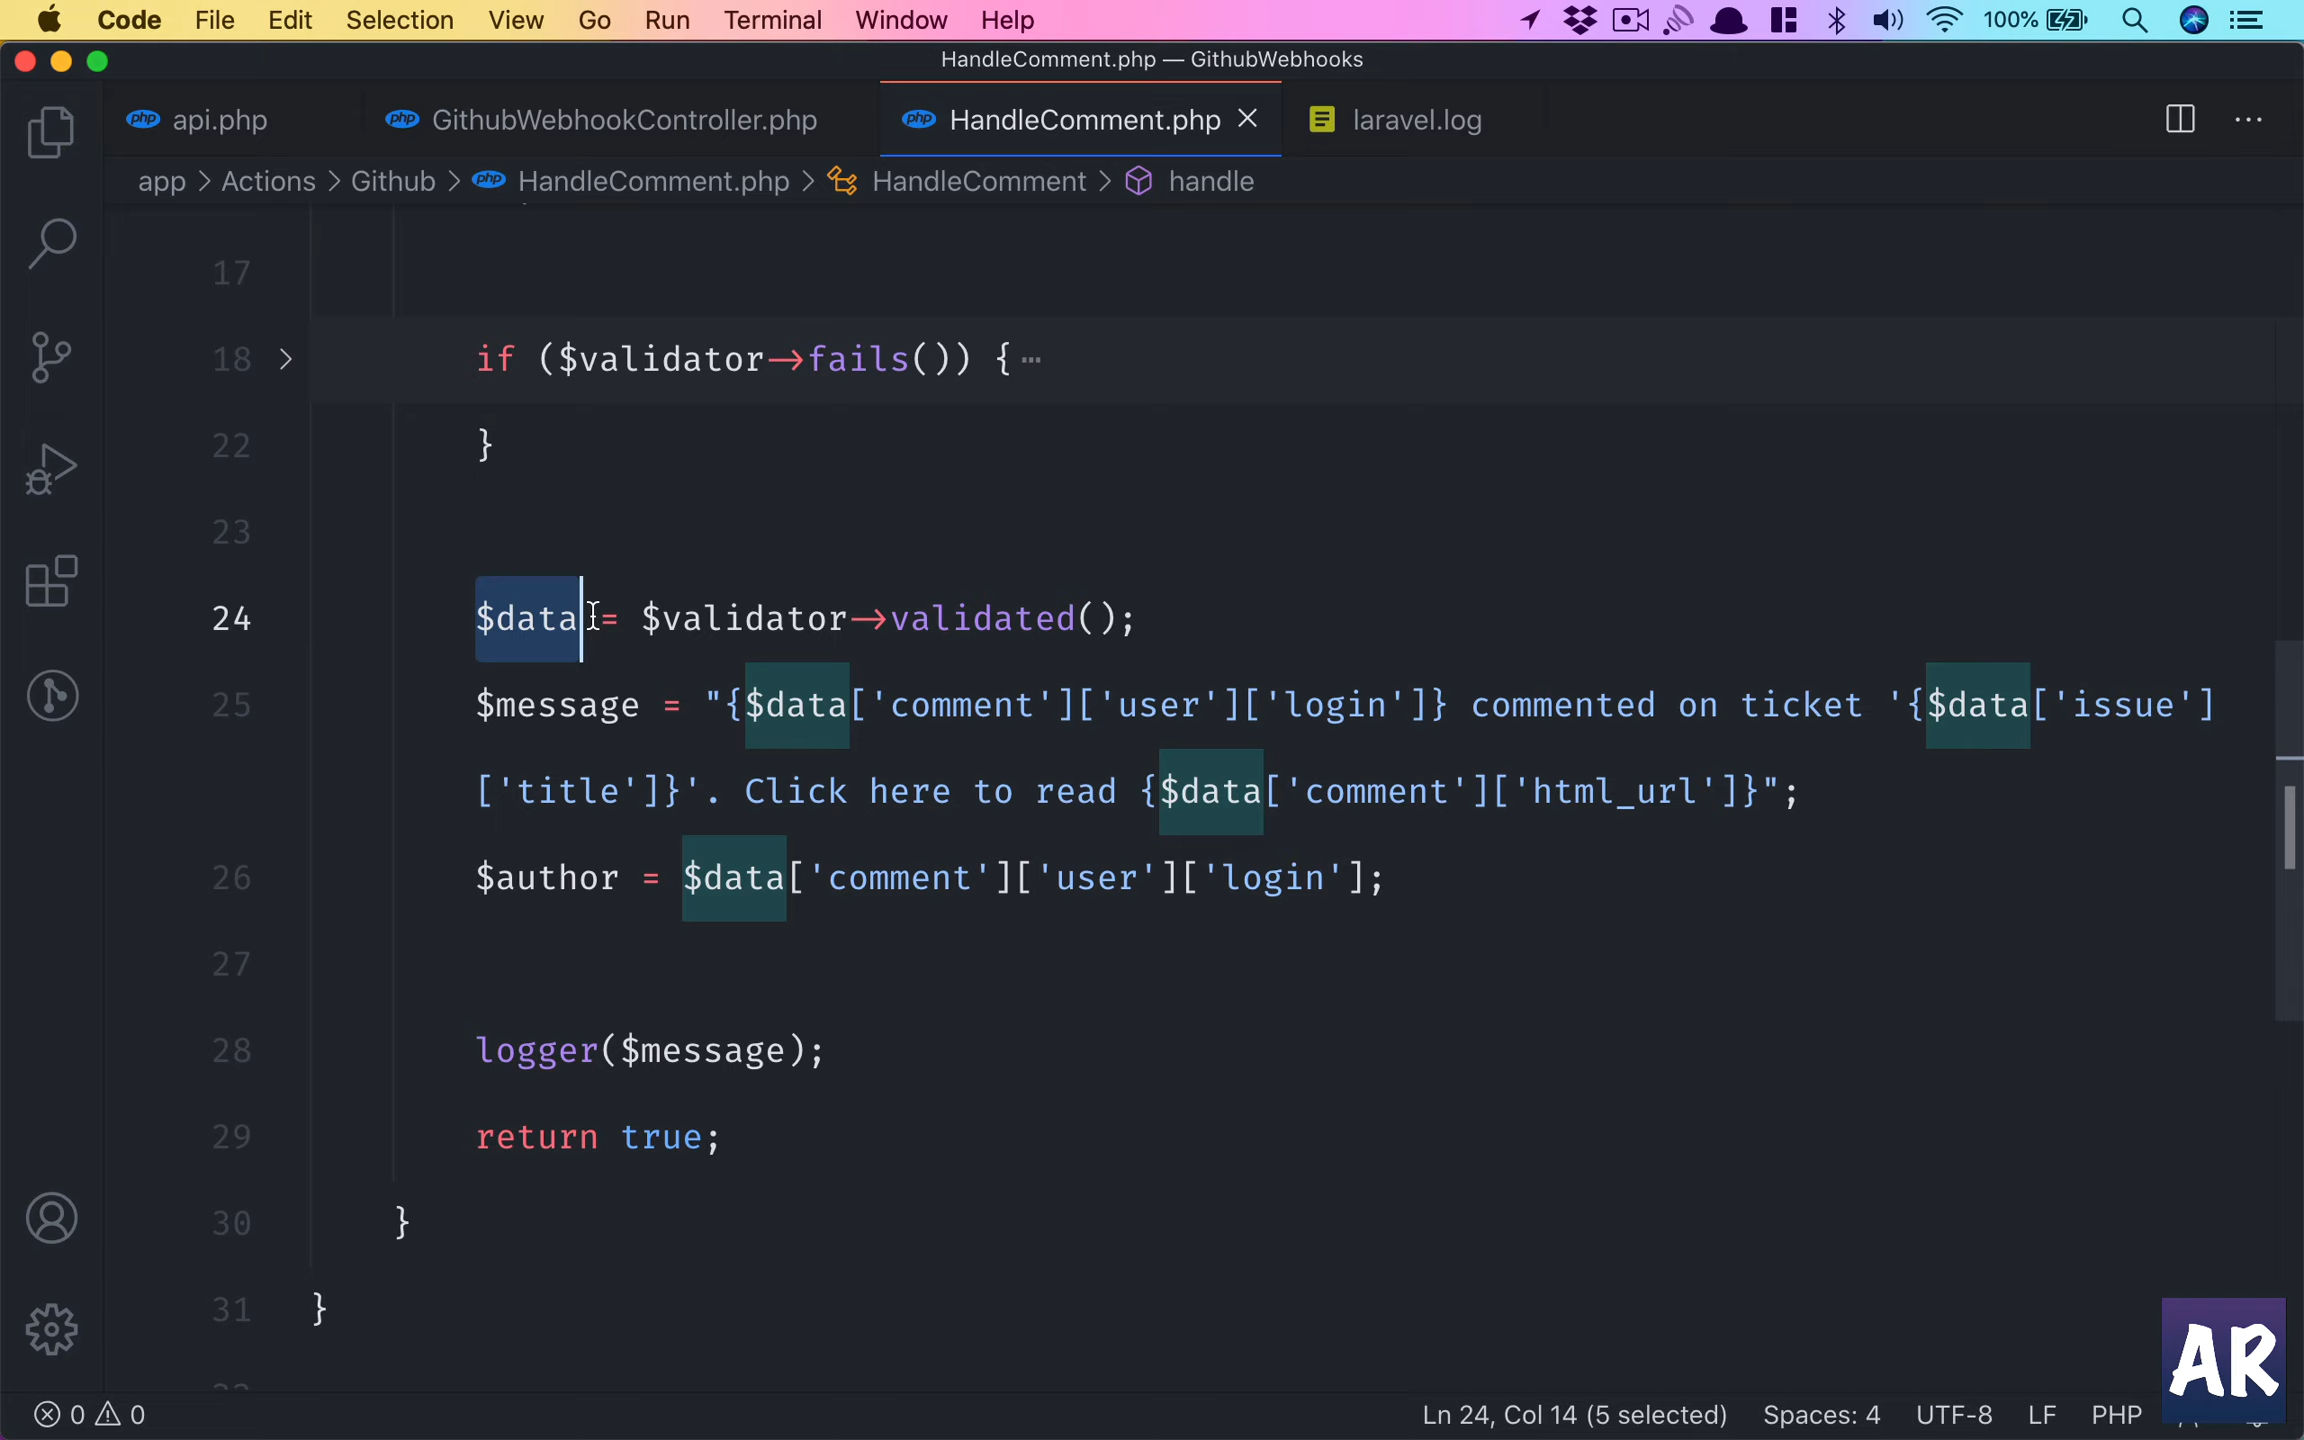 Code File Edit Selection View Go Run Terminal Window Help 100%
HandleComment.php — GithubWebhooks
php api.php php GithubWebhookController.php php HandleComment.php laravel.log
app > Actions > Github > php HandleComment.php > HandleComment > handle
17
18 > if ($validator->fails()) { ⋯
22 }
23
24 $data = $validator->validated();
25 $message = "{$data['comment']['user']['login']} commented on ticket '{$data['issue']
['title']}'. Click here to read {$data['comment']['html_url']}";
26 $author = $data['comment']['user']['login'];
27
28 logger($message);
29 return true;
30 }
31 }
AR
0 0 Ln 24, Col 14 (5 selected) Spaces: 4 UTF-8 LF PHP